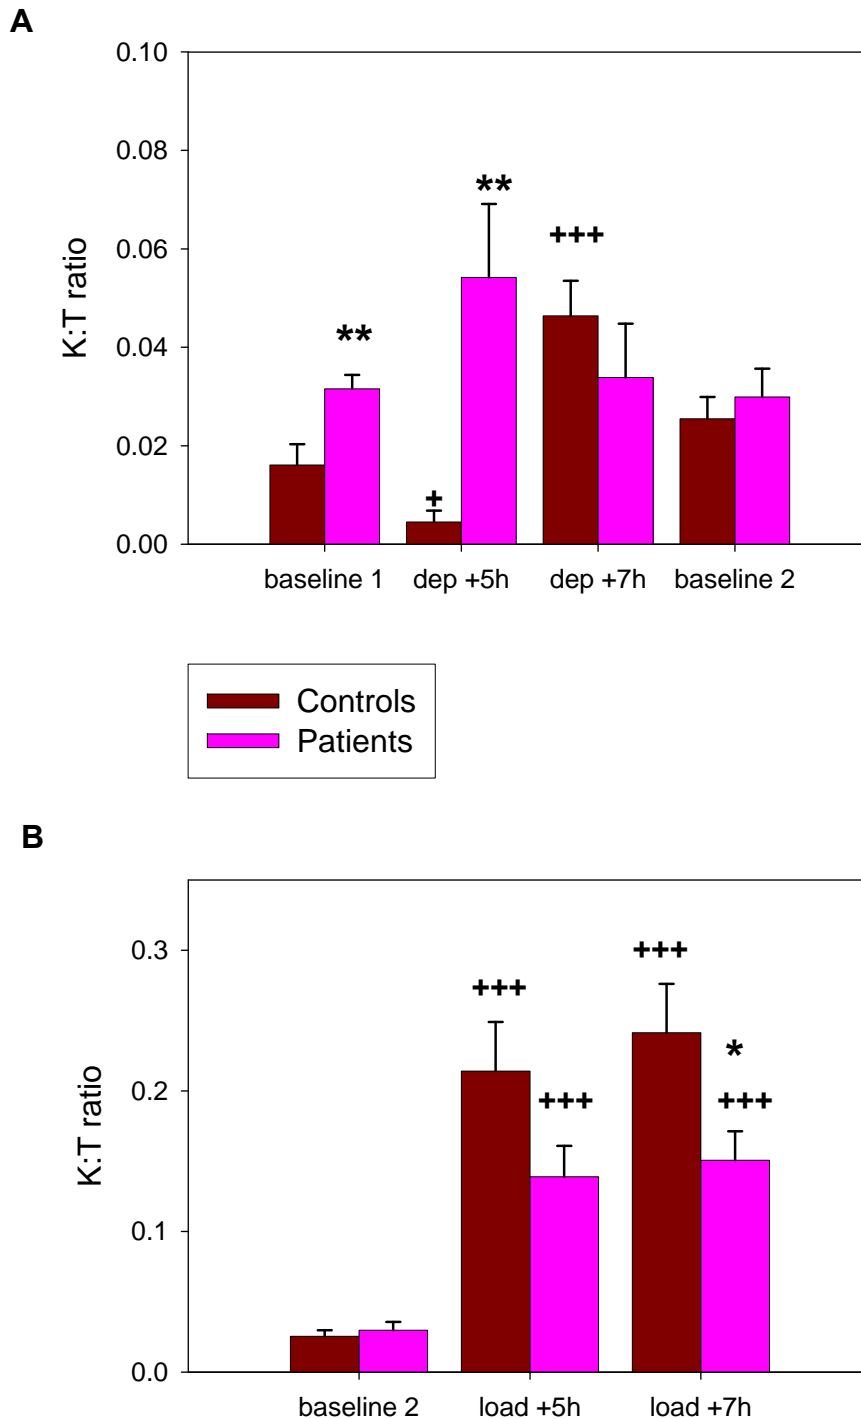 A
0.10
0.08
0.06
0.04
0.02
0.00
K:T ratio
**
+
**
+++
baseline 1
dep +5h
dep +7h
baseline 2
Controls
Patients
B
0.3
0.2
0.1
0.0
K:T ratio
+++
+++
+++
*
+++
baseline 2
load +5h
load +7h